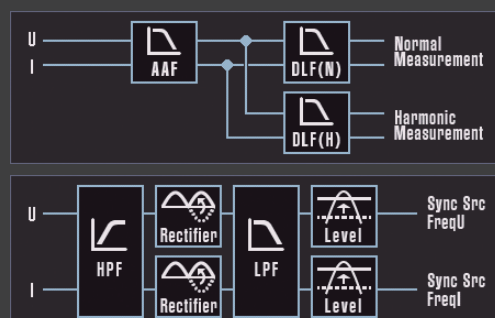 U
I
AAF
DLF(N)
Normal
Measurement
DLF(H)
Harmonic
Measurement
U
I
HPF
Rectifier
Rectifier
LPF
Level
Level
Sync Src
FreqU
Sync Src
FreqI